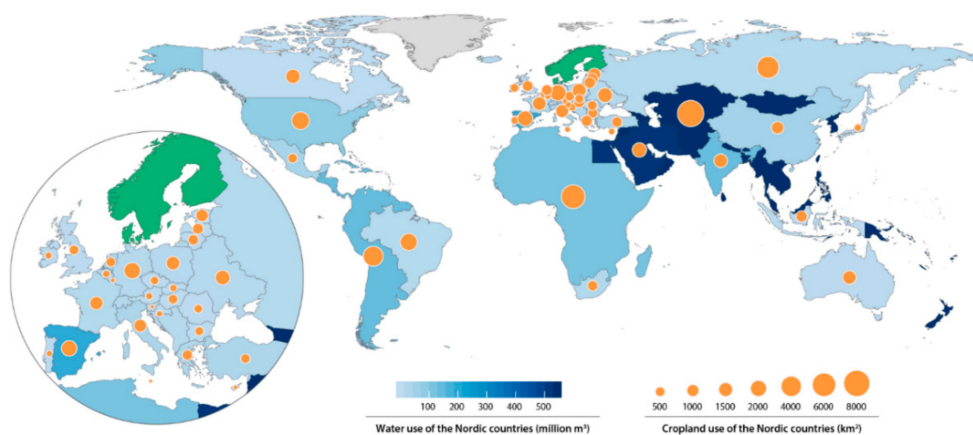 100 200 300 400 500
Water use of the Nordic countries (million m³)
500 1000 1500 2000 4000 6000 8000
Cropland use of the Nordic countries (km²)